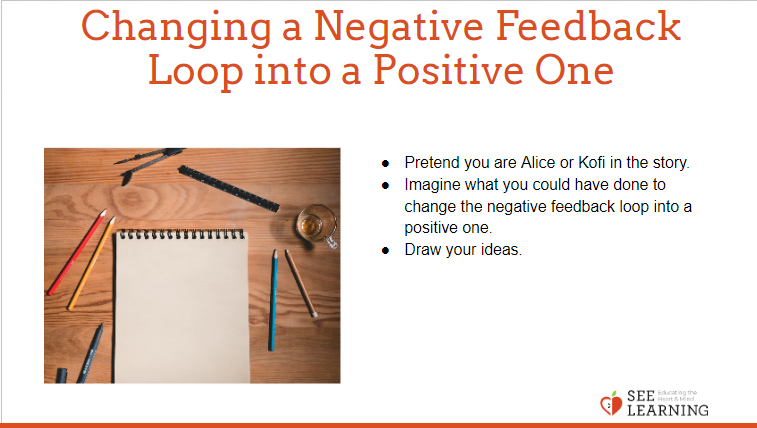 Changing a Negative Feedback
Loop into a Positive One
● Pretend you are Alice or Kofi in the story.
● Imagine what you could have done to
change the negative feedback loop into a
positive one.
● Draw your ideas.
SEE Educating the
Heart & Mind
LEARNING